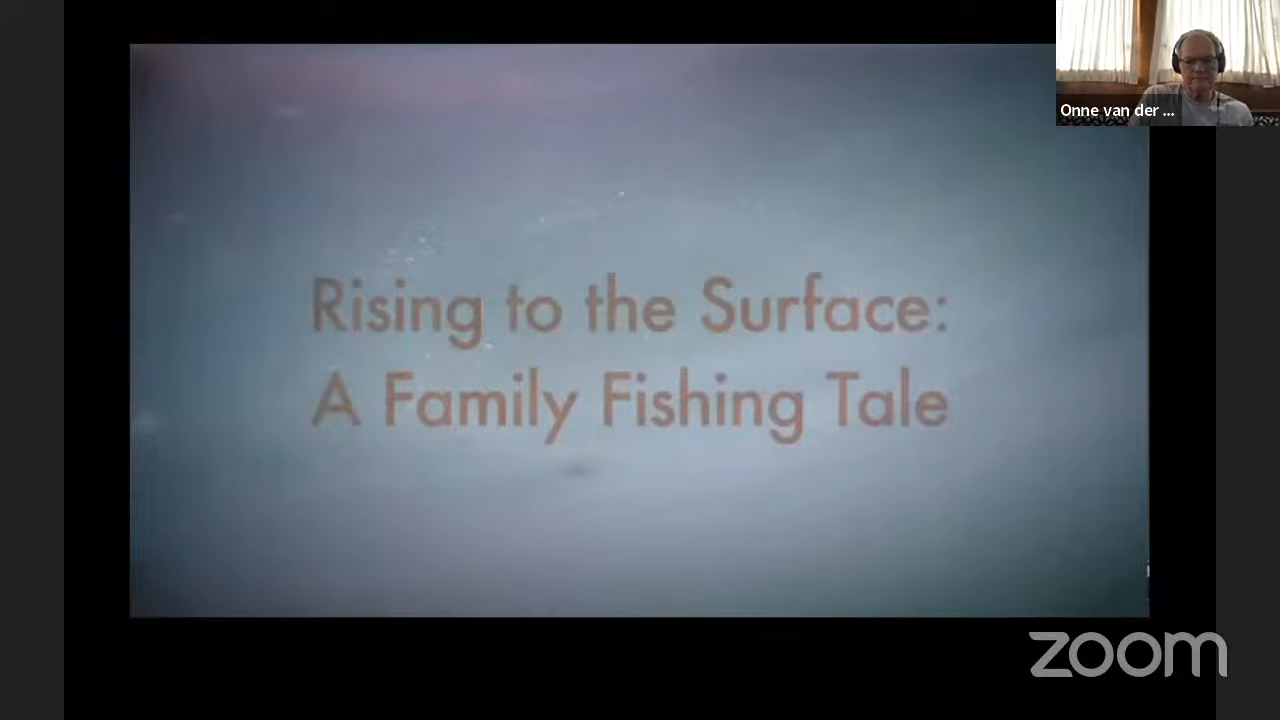 Onne van der ...
Rising to the Surface:
A Family Fishing Tale
zoom